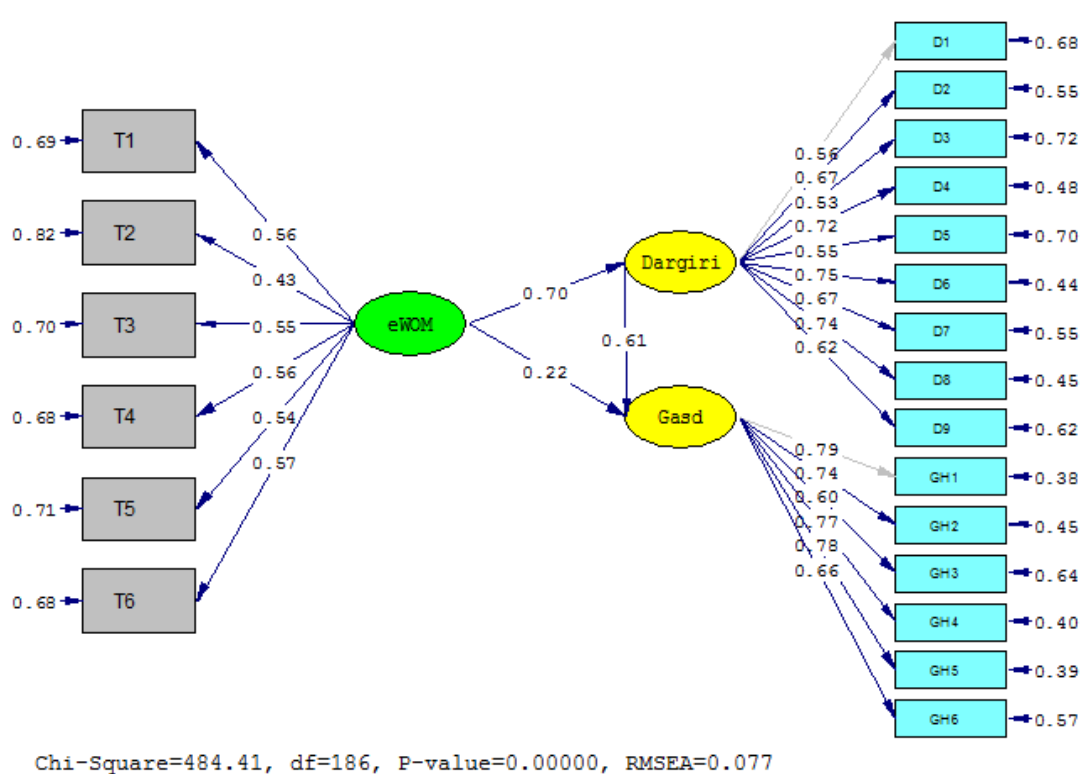 D1 0.68
D2 0.55
D3 0.72
D4 0.48
D5 0.70
D6 0.44
D7 0.55
D8 0.45
D9 0.62
GH1 0.38
GH2 0.45
GH3 0.64
GH4 0.40
GH5 0.39
GH6 0.57
0.69 T1
0.82 T2
0.70 T3
0.68 T4
0.71 T5
0.68 T6
0.56
0.43
0.55
0.56
0.54
0.57
eWOM
0.70
0.22
0.61
Dargiri
Gasd
0.56
0.67
0.53
0.72
0.55
0.75
0.67
0.74
0.62
0.79
0.74
0.60
0.77
0.78
0.66
Chi-Square=484.41, df=186, P-value=0.00000, RMSEA=0.077